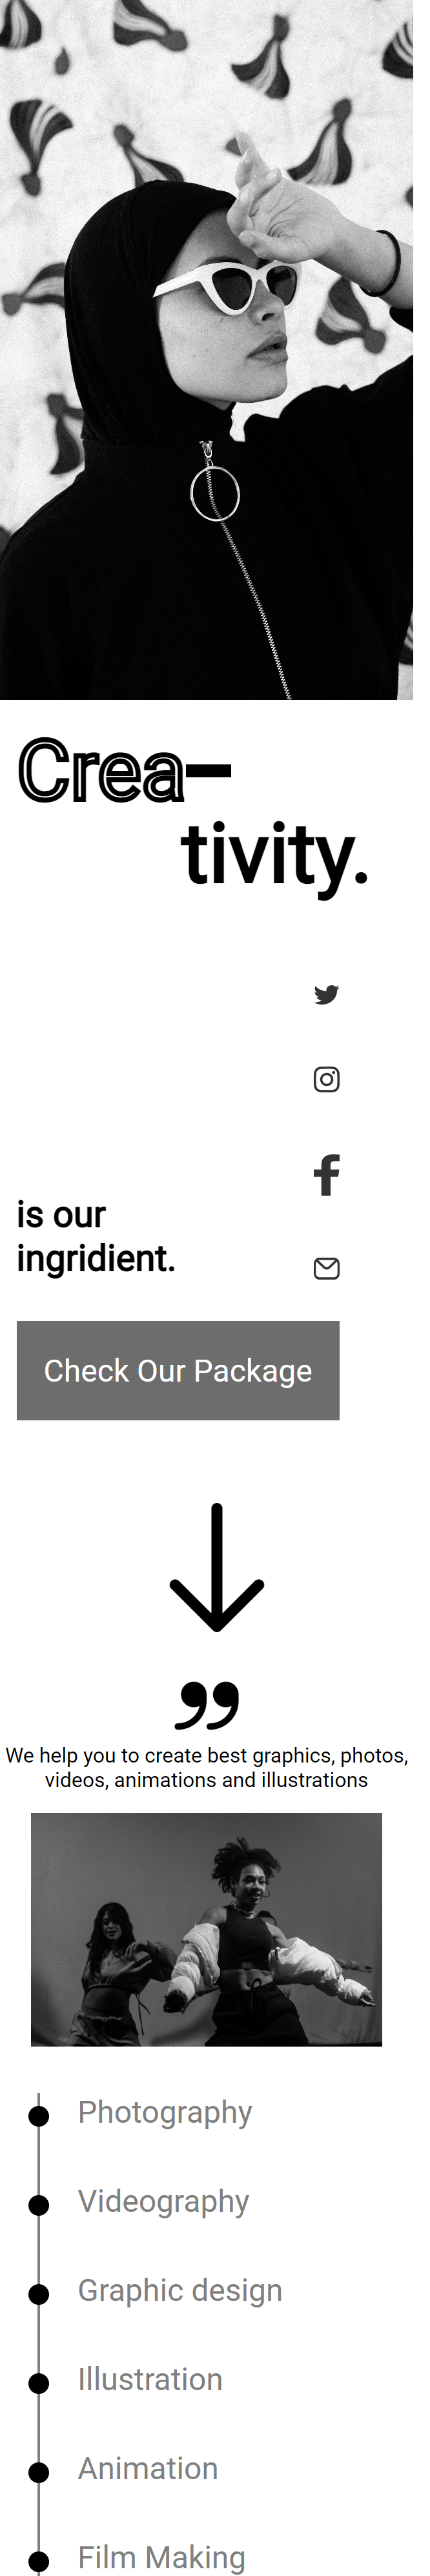 Crea–
tivity.
is our
ingridient.
Check Our Package
We help you to create best graphics, photos,
videos, animations and illustrations
Photography
Videography
Graphic design
Illustration
Animation
Film Making